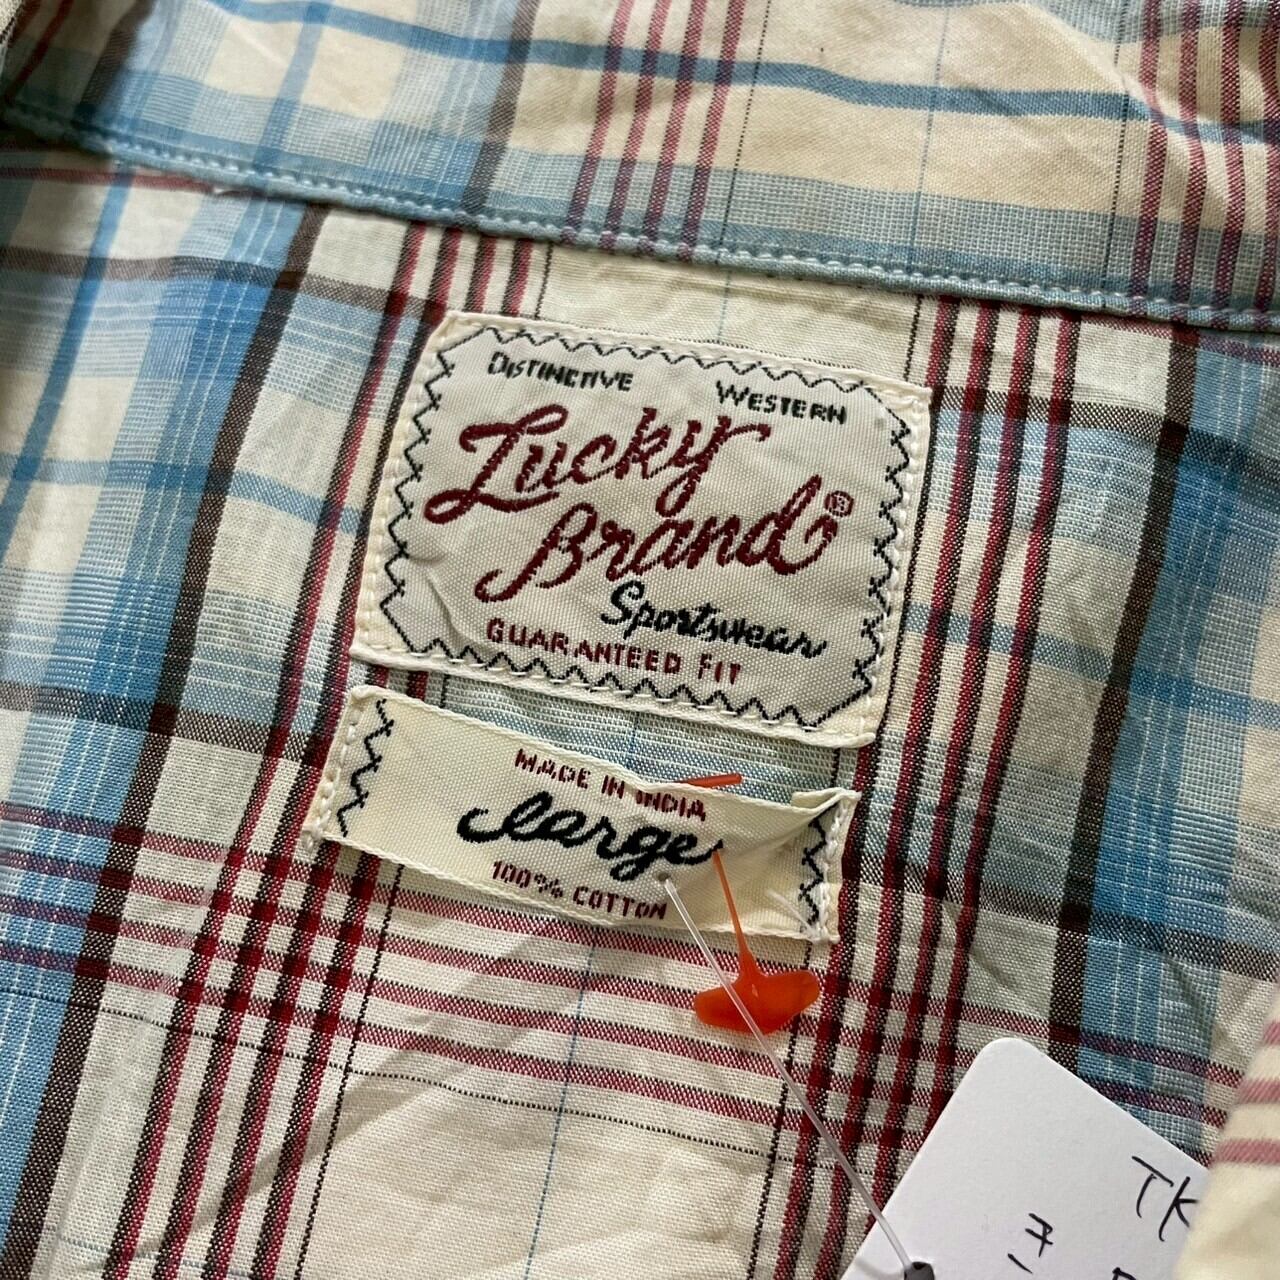 DISTINCTIVE WESTERN
Lucky
Brand®
Sportswear
GUARANTEED FIT
MADE IN INDIA
large
100% COTTON
TK